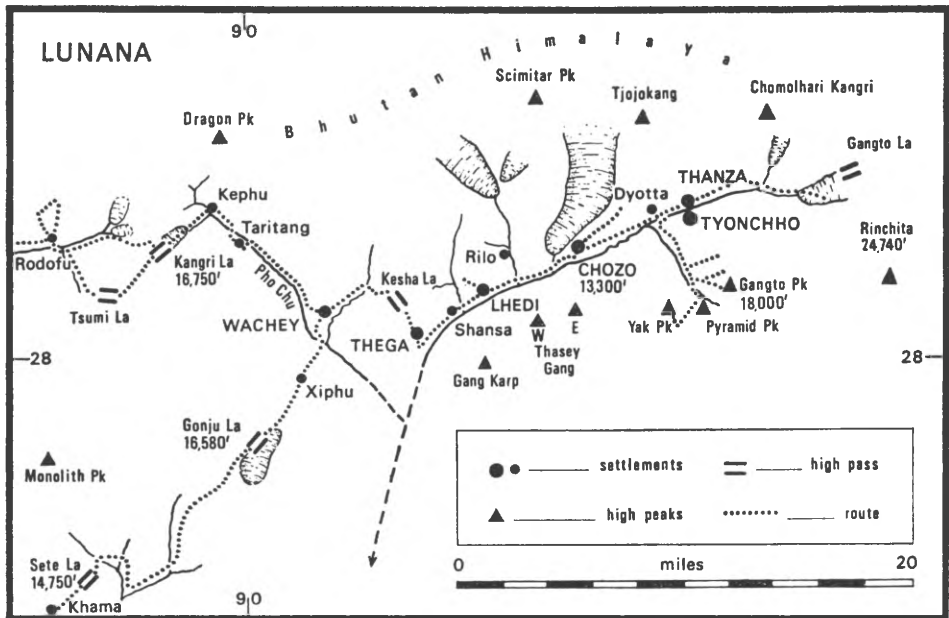 LUNANA
90
Bhutan Himalaya
Scimitar Pk
Tjojokang
Chomolhari Kangri
Dragon Pk
Gangto La
Kephu
THANZA
Dyotta
Taritang
TYONCHHO
Rinchita
24,740'
Rodofu
Kangri La
16,750'
Pho Chu
Kesha La
Rilo
CHOZO
13,300'
Gangto Pk
18,000'
Tsumi La
LHEDI
WACHEY
Shansa
E
W
Thasey
Gang
Yak Pk
Pyramid Pk
THEGA
28
28
Gang Karp
Xiphu
Gonju La
16,580'
Monolith Pk
settlements
high pass
high peaks
route
Sete La
14,750'
0
miles
20
Khama
90